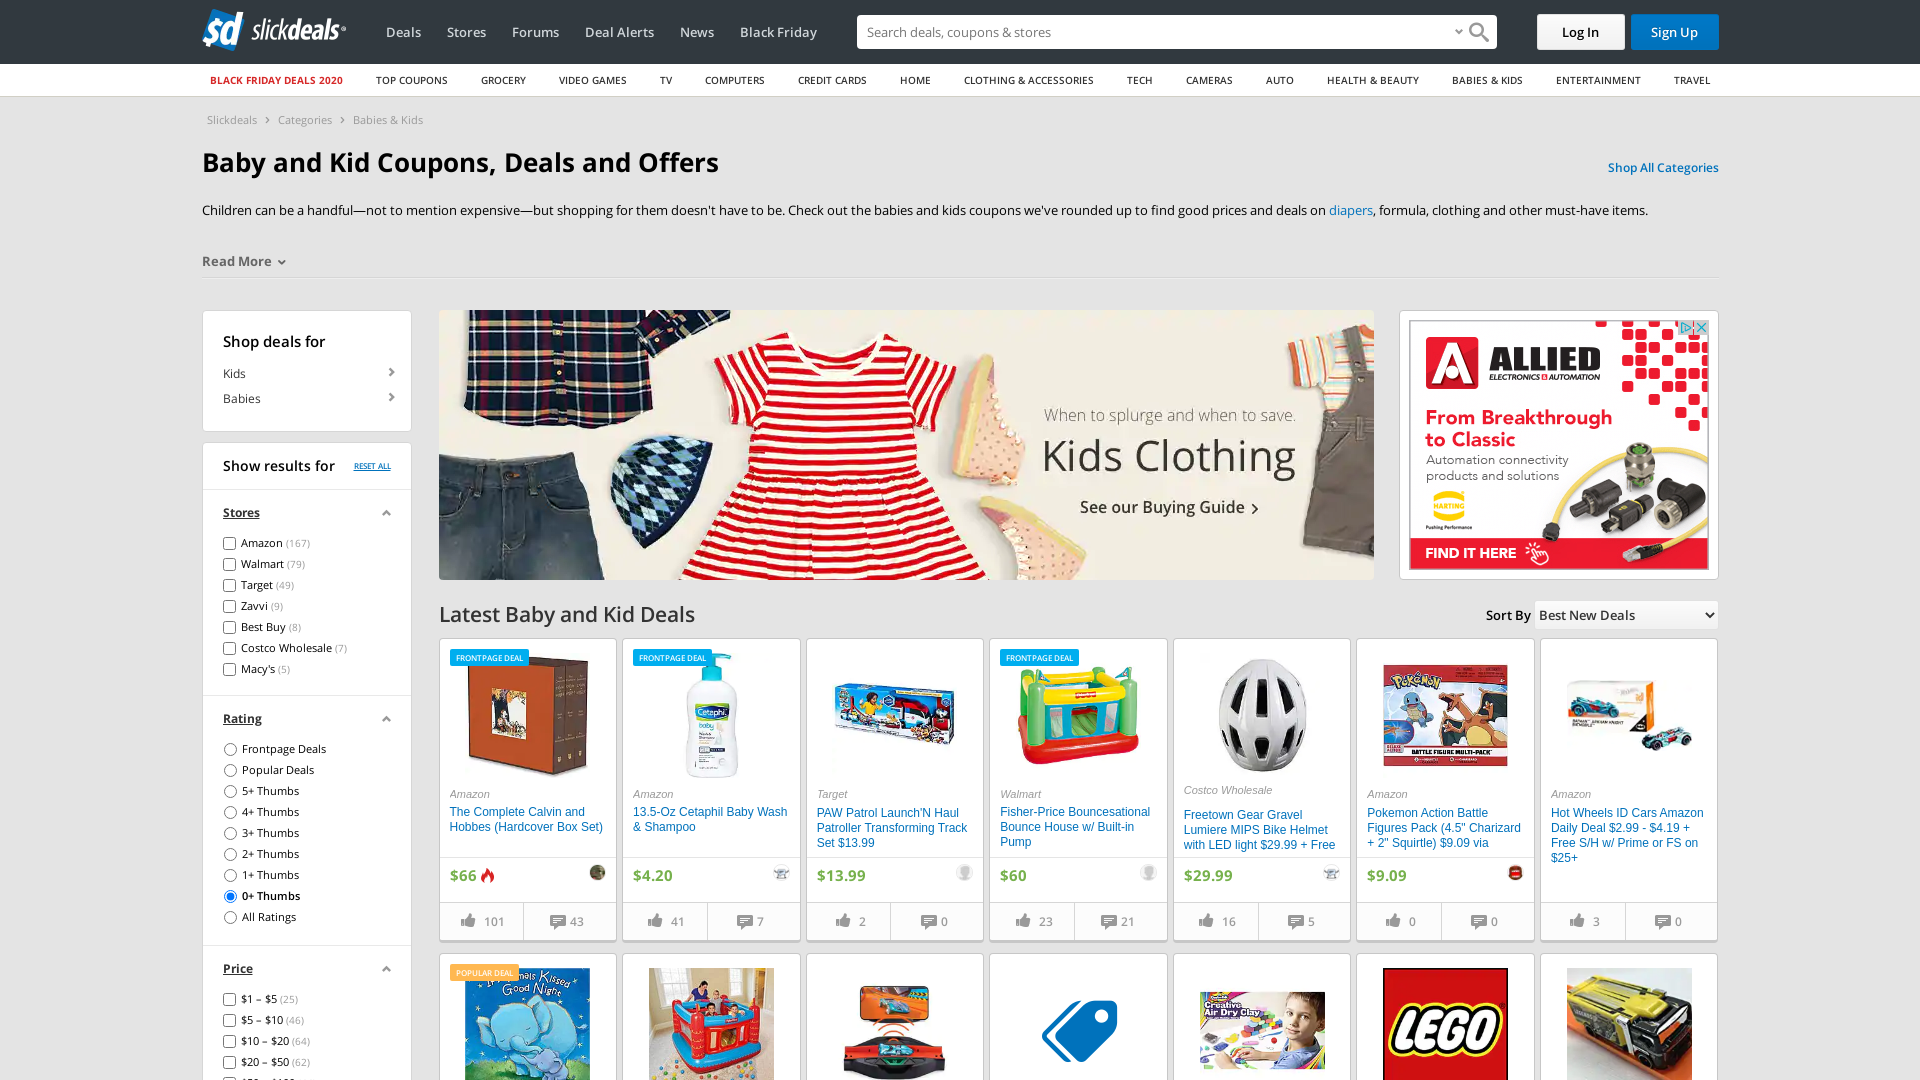 sd slickdeals
Deals
Stores
Forums
Deal Alerts
News
Black Friday
Search deals, coupons & stores
Log In
Sign Up
BLACK FRIDAY DEALS 2020
TOP COUPONS
GROCERY
VIDEO GAMES
TV
COMPUTERS
CREDIT CARDS
HOME
CLOTHING & ACCESSORIES
TECH
CAMERAS
AUTO
HEALTH & BEAUTY
BABIES & KIDS
ENTERTAINMENT
TRAVEL
Slickdeals > Categories > Babies & Kids
Baby and Kid Coupons, Deals and Offers
Shop All Categories
Children can be a handful—not to mention expensive—but shopping for them doesn't have to be. Check out the babies and kids coupons we've rounded up to find good prices and deals on diapers, formula, clothing and other must-have items.
Read More
Shop deals for
Kids
Babies
Show results for
RESET ALL
Stores
Amazon (167)
Walmart (79)
Target (49)
Zavvi (9)
Best Buy (8)
Costco Wholesale (7)
Macy's (5)
Rating
Frontpage Deals
Popular Deals
5+ Thumbs
4+ Thumbs
3+ Thumbs
2+ Thumbs
1+ Thumbs
0+ Thumbs
All Ratings
Price
$1 – $5 (25)
$5 – $10 (46)
$10 – $20 (64)
$20 – $50 (62)
When to splurge and when to save.
Kids Clothing
See our Buying Guide >
ALLIED
ELECTRONICS & AUTOMATION
From Breakthrough
to Classic
Automation connectivity
products and solutions
HARTING
Pushing Performance
FIND IT HERE
Latest Baby and Kid Deals
Sort By
Best New Deals
FRONTPAGE DEAL
Amazon
The Complete Calvin and
Hobbes (Hardcover Box Set)
$66
101
43
FRONTPAGE DEAL
Cetaphil
baby
Amazon
13.5-Oz Cetaphil Baby Wash
& Shampoo
$4.20
41
7
Target
PAW Patrol Launch'N Haul
Patroller Transforming Track
Set $13.99
$13.99
2
0
FRONTPAGE DEAL
Walmart
Fisher-Price Bouncesational
Bounce House w/ Built-in
Pump
$60
23
21
Costco Wholesale
Freetown Gear Gravel
Lumiere MIPS Bike Helmet
with LED light $29.99 + Free
$29.99
16
5
Pokémon
BATTLE FIGURE MULTI-PACK
Amazon
Pokemon Action Battle
Figures Pack (4.5" Charizard
+ 2" Squirtle) $9.09 via
$9.09
0
0
Amazon
Hot Wheels ID Cars Amazon
Daily Deal $2.99 - $4.19 +
Free S/H w/ Prime or FS on
$25+
3
0
POPULAR DEAL
Kissed
Good Night
Creative
Air Dry Clay
LEGO